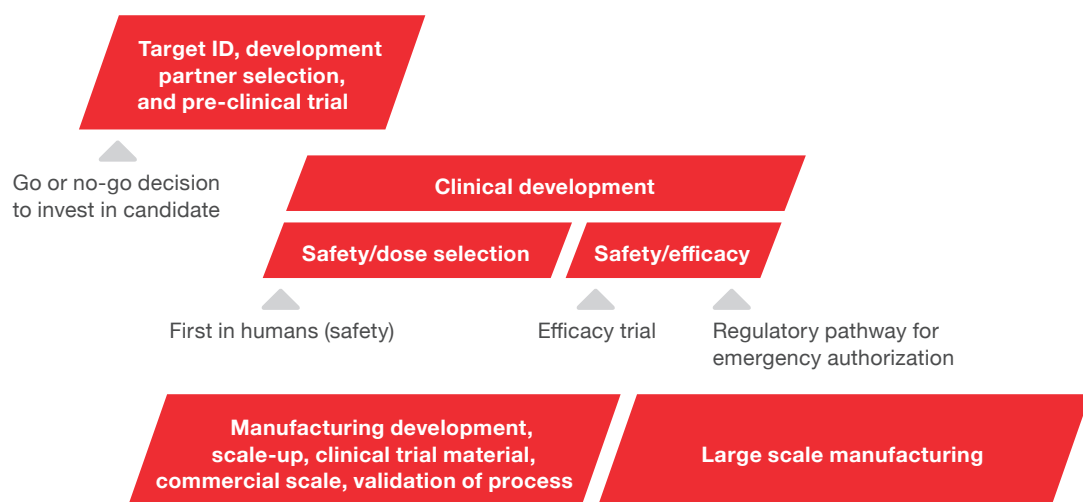 Target ID, development
partner selection,
and pre-clinical trial
Go or no-go decision
to invest in candidate
Clinical development
Safety/dose selection
Safety/efficacy
First in humans (safety)
Efficacy trial
Regulatory pathway for
emergency authorization
Manufacturing development,
scale-up, clinical trial material,
commercial scale, validation of process
Large scale manufacturing